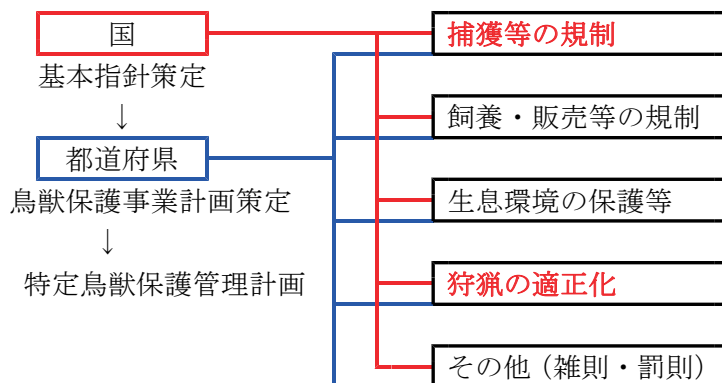 国
基本指針策定
↓
都道府県
鳥獣保護事業計画策定
↓
特定鳥獣保護管理計画
捕獲等の規制
飼養・販売等の規制
生息環境の保護等
狩猟の適正化
その他（雑則・罰則）